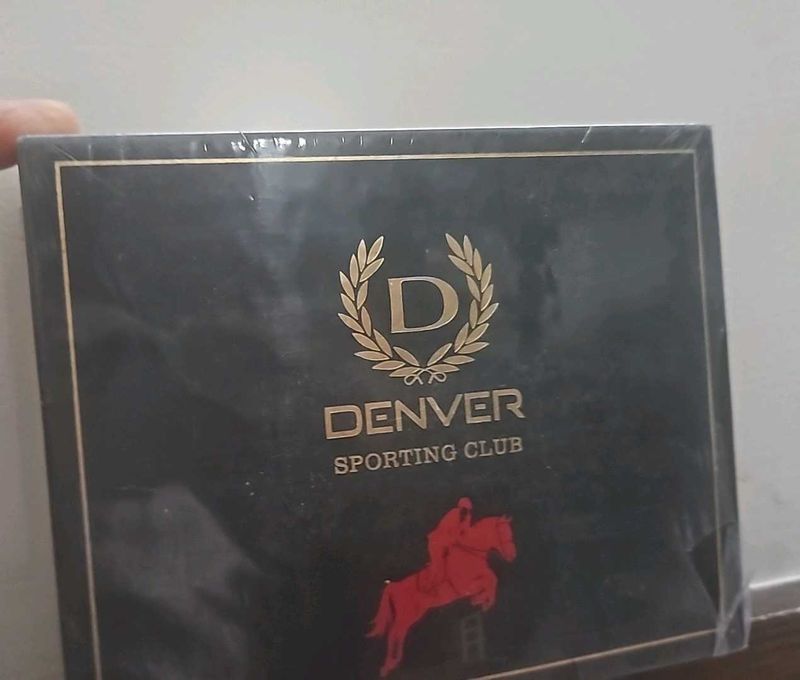 D
DENVER
SPORTING CLUB